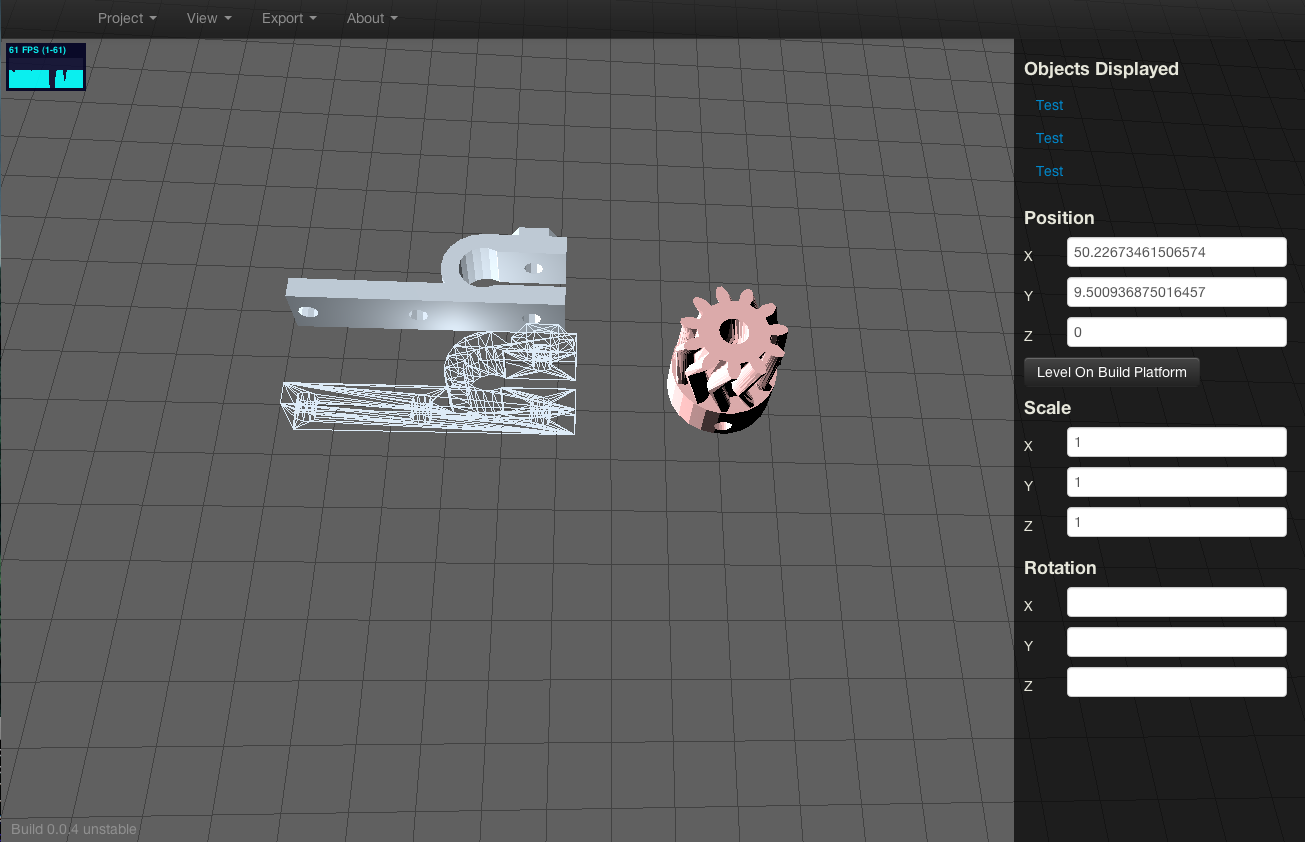 Project View Export About
61 FPS (1-61)
Objects Displayed
Test
Test
Test
Position
X 50.22673461506574
Y 9.500936875016457
Z 0
Level On Build Platform
Scale
X 1
Y 1
Z 1
Rotation
X
Y
Z
Build 0.0.4 unstable